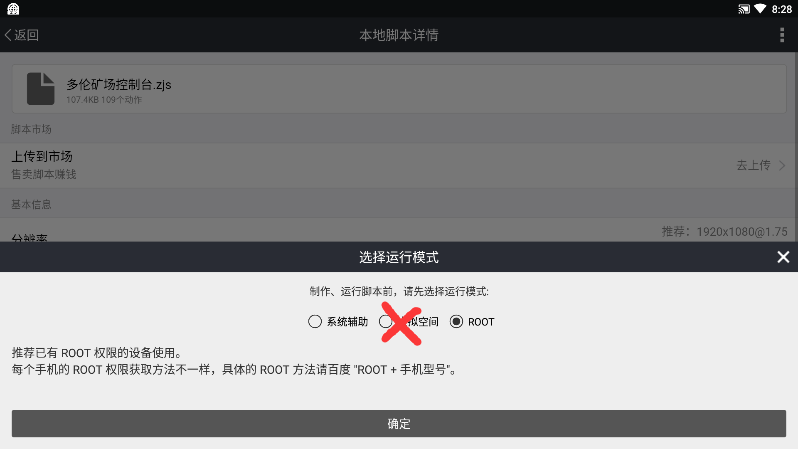 8:28
返回
本地脚本详情
多伦矿场控制台.zjs
107.4KB 109个动作
脚本市场
上传到市场
去上传
售卖脚本赚钱
基本信息
分辨率
推荐：1920x1080@1.75
选择运行模式
制作、运行脚本前，请先选择运行模式:
系统辅助 拟空间 ROOT
推荐已有 ROOT 权限的设备使用。
每个手机的 ROOT 权限获取方法不一样，具体的 ROOT 方法请百度 "ROOT + 手机型号"。
确定